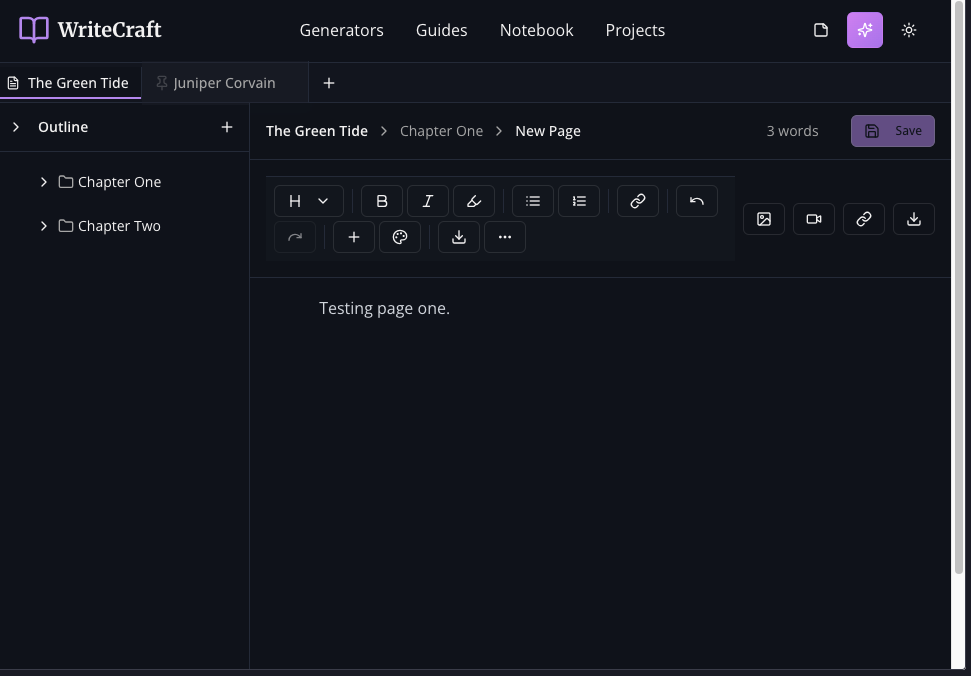 WriteCraft
Generators Guides Notebook Projects
The Green Tide Juniper Corvain
Outline
The Green Tide Chapter One New Page 3 words Save
Chapter One
Chapter Two
H B I
Testing page one.